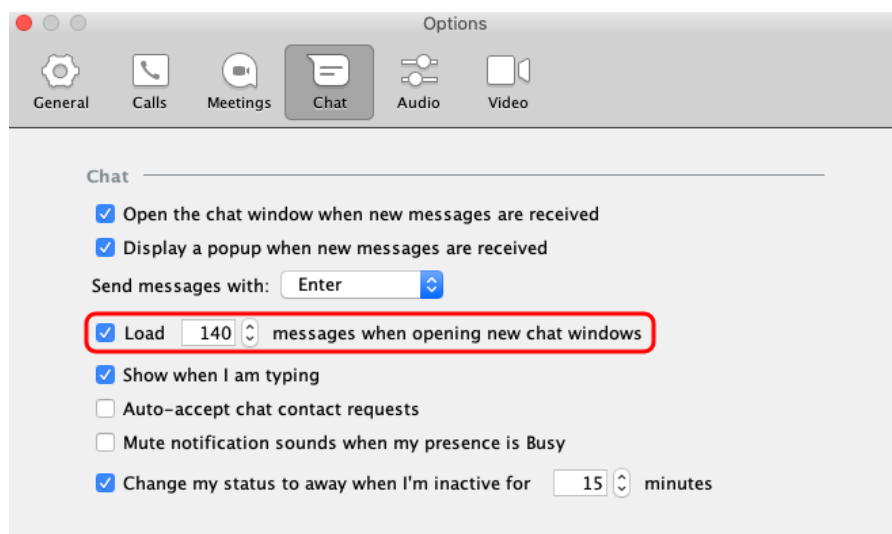 Options
General Calls Meetings Chat Audio Video
Chat
Open the chat window when new messages are received
Display a popup when new messages are received
Send messages with: Enter
Load 140 messages when opening new chat windows
Show when I am typing
Auto-accept chat contact requests
Mute notification sounds when my presence is Busy
Change my status to away when I'm inactive for 15 minutes